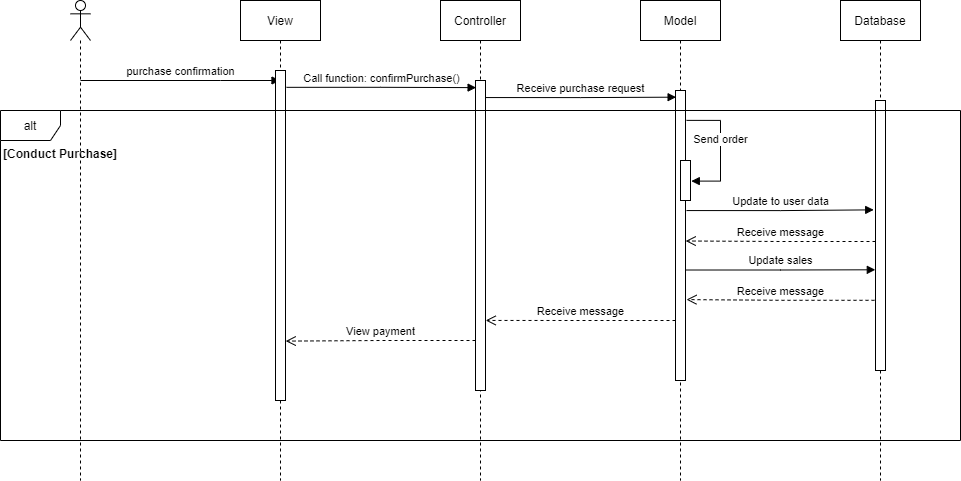 View
Controller
Model
Database
purchase confirmation
Call function: confirmPurchase()
Receive purchase request
alt
[Conduct Purchase]
Send order
Update to user data
Receive message
Update sales
Receive message
Receive message
View payment